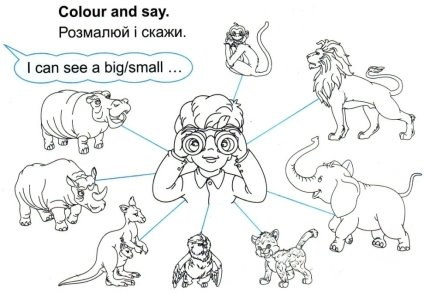 Colour and say.
Розмалюй і скажи.
I can see a big/small …